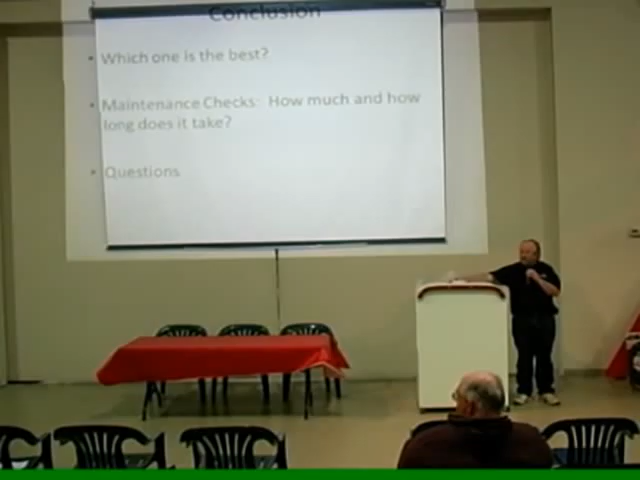 Conclusion
• Which one is the best?
• Maintenance Checks: How much and how
long does it take?
• Questions